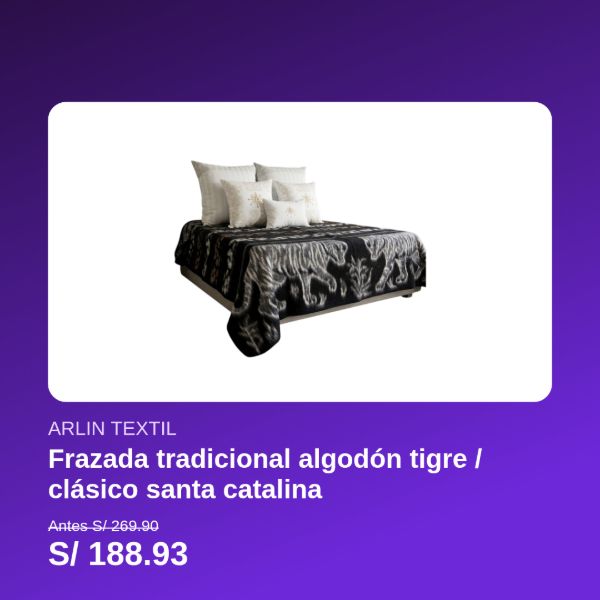 ARLIN TEXTIL
Frazada tradicional algodón tigre /
clásico santa catalina
Antes S/ 269.90
S/ 188.93